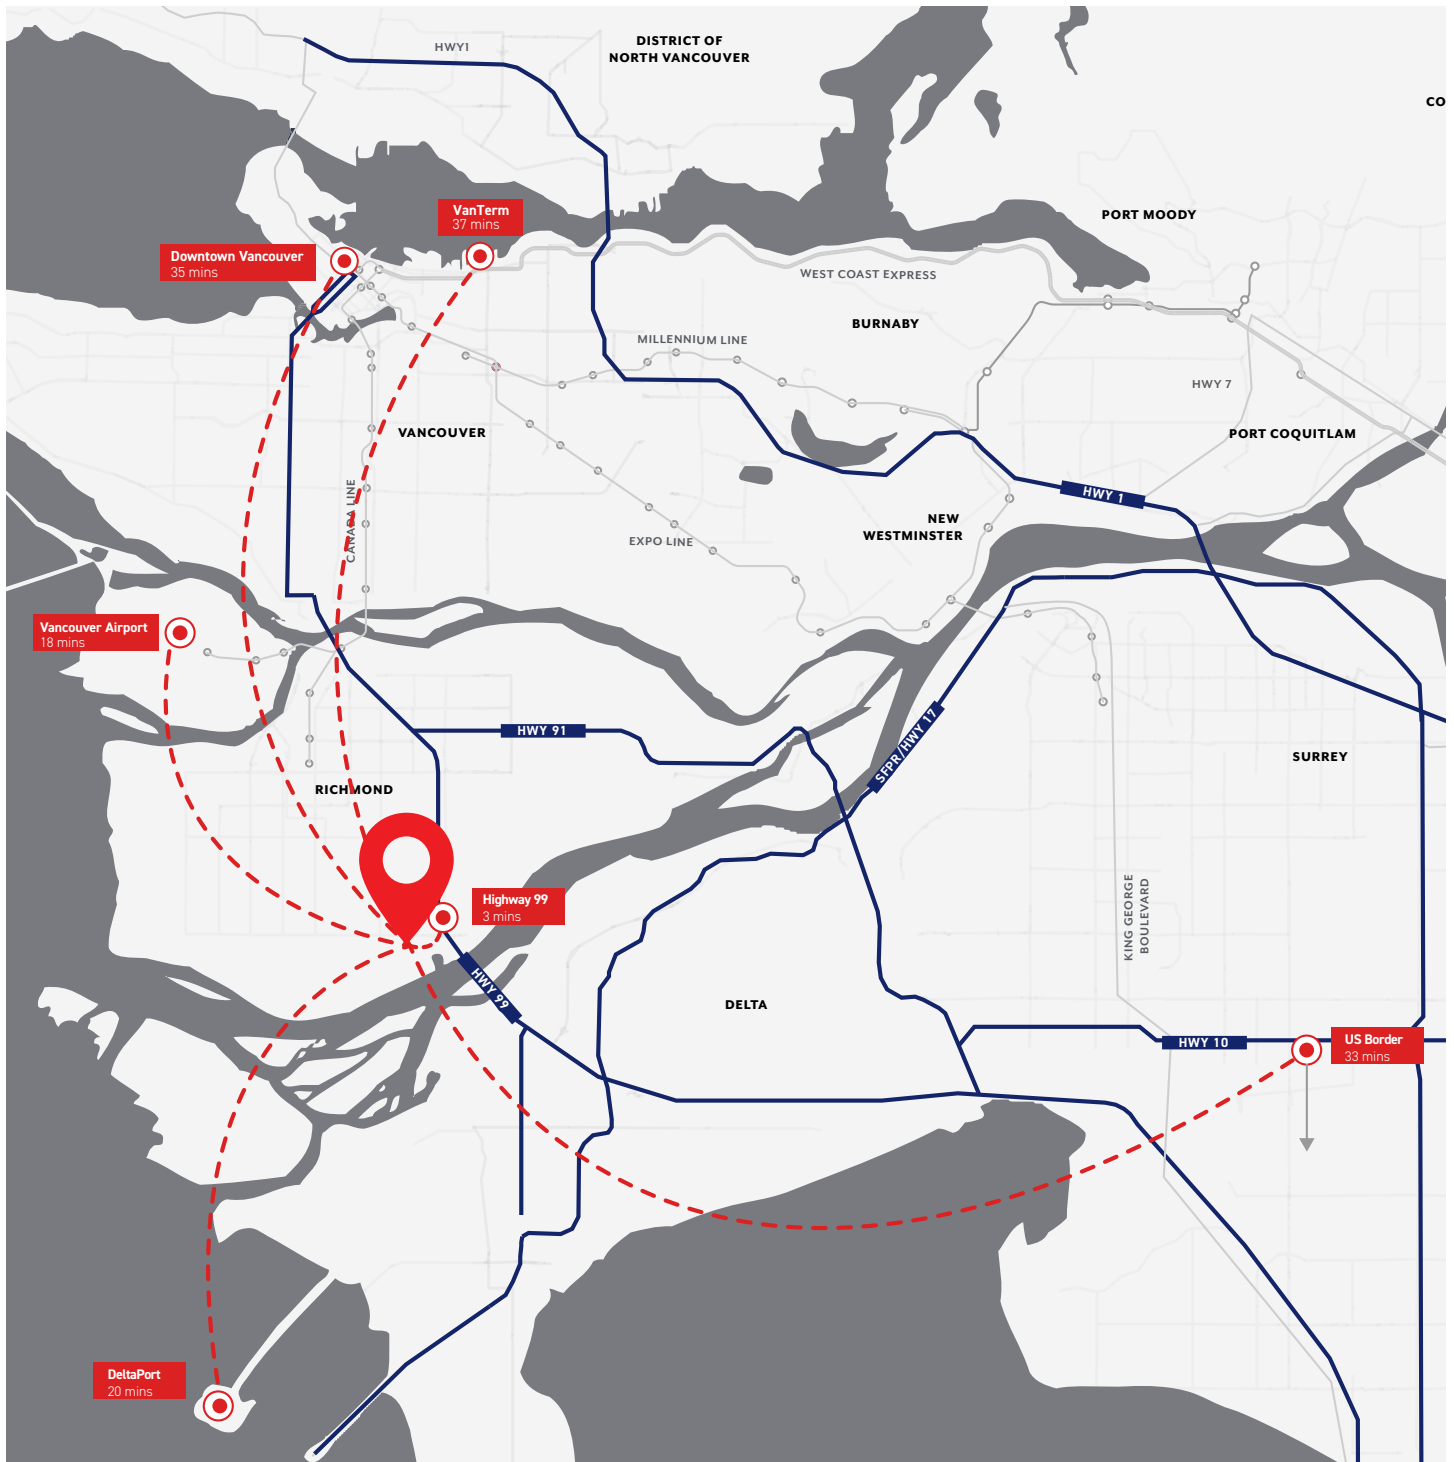 HWY1
DISTRICT OF
NORTH VANCOUVER
CO
VanTerm
37 mins
PORT MOODY
Downtown Vancouver
35 mins
WEST COAST EXPRESS
BURNABY
MILLENNIUM LINE
HWY 7
VANCOUVER
PORT COQUITLAM
HWY 1
CANADA LINE
NEW
WESTMINSTER
EXPO LINE
Vancouver Airport
18 mins
HWY 91
SFPR/HWY 17
SURREY
RICHMOND
Highway 99
3 mins
KING GEORGE
BOULEVARD
HWY 99
DELTA
HWY 10
US Border
33 mins
DeltaPort
20 mins